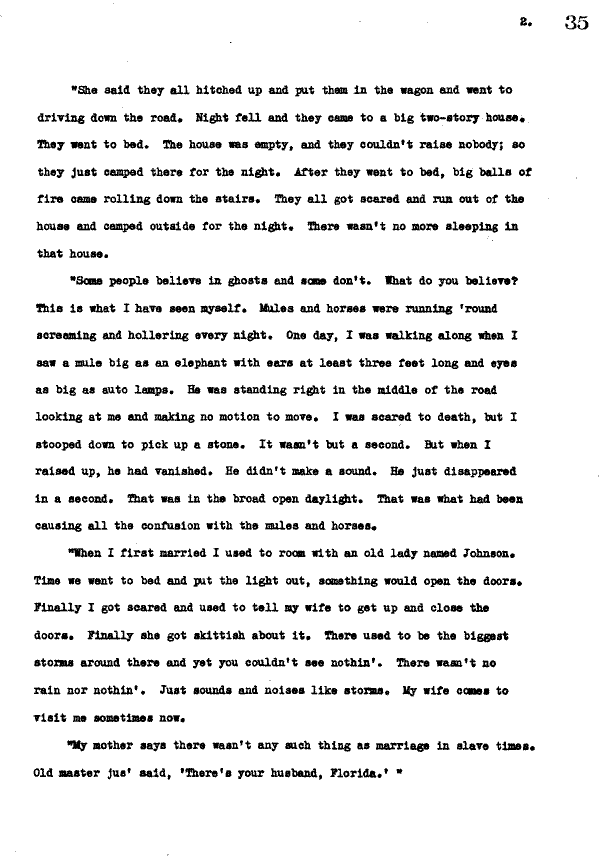 2. 35
"She said they all hitched up and put them in the wagon and went to
driving down the road. Night fell and they came to a big two-story house.
They went to bed. The house was empty, and they couldn't raise nobody; so
they just camped there for the night. After they went to bed, big balls of
fire came rolling down the stairs. They all got scared and run out of the
house and camped outside for the night. There wasn't no more sleeping in
that house.
"Some people believe in ghosts and some don't. What do you believe?
This is what I have seen myself. Mules and horses were running 'round
screaming and hollering every night. One day, I was walking along when I
saw a mule big as an elephant with ears at least three feet long and eyes
as big as auto lamps. He was standing right in the middle of the road
looking at me and making no motion to move. I was scared to death, but I
stooped down to pick up a stone. It wasn't but a second. But when I
raised up, he had vanished. He didn't make a sound. He just disappeared
in a second. That was in the broad open daylight. That was what had been
causing all the confusion with the mules and horses.
"When I first married I used to room with an old lady named Johnson.
Time we went to bed and put the light out, something would open the doors.
Finally I got scared and used to tell my wife to get up and close the
doors. Finally she got skittish about it. There used to be the biggest
storms around there and yet you couldn't see nothin'. There wasn't no
rain nor nothin'. Just sounds and noises like storms. My wife comes to
visit me sometimes now.
"My mother says there wasn't any such thing as marriage in slave times.
Old master jus' said, 'There's your husband, Florida.' "